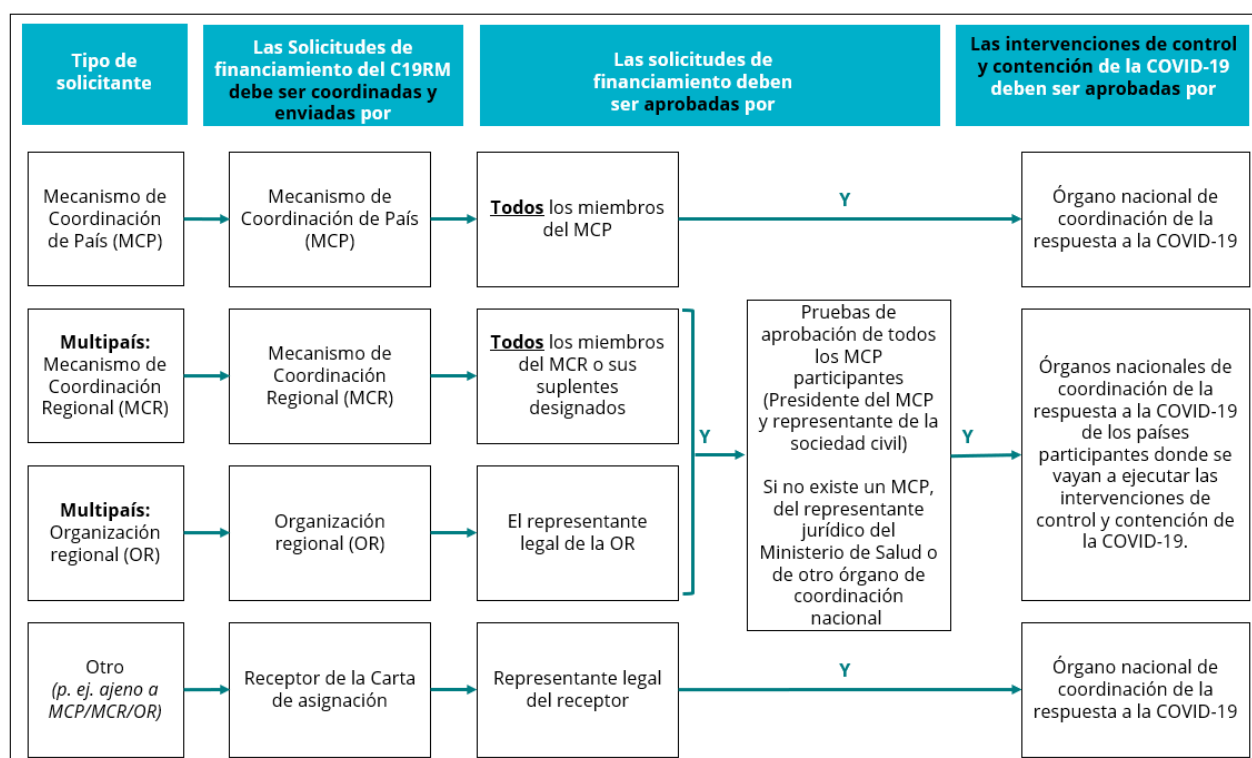 Tipo de
solicitante
Las Solicitudes de
financiamiento del C19RM
debe ser coordinadas y
enviadas por
Las solicitudes de
financiamiento deben
ser aprobadas por
Las intervenciones de control
y contención de la COVID-19
deben ser aprobadas por
Mecanismo de
Coordinación
de País (MCP)
Mecanismo de
Coordinación de País
(MCP)
Todos los miembros
del MCP
Y
Órgano nacional de
coordinación de la
respuesta a la COVID-19
Multipaís:
Mecanismo de
Coordinación
Regional (MCR)
Mecanismo de
Coordinación
Regional (MCR)
Todos los miembros
del MCR o sus
suplentes
designados
Multipaís:
Organización
regional (OR)
Organización
regional (OR)
El representante
legal de la OR
Y
Pruebas de
aprobación de todos
los MCP
participantes
(Presidente del MCP
y representante de la
sociedad civil)
Si no existe un MCP,
del representante
jurídico del
Ministerio de Salud o
de otro órgano de
coordinación
nacional
Y
Órganos nacionales de
coordinación de la
respuesta a la COVID-19
de los países
participantes donde se
vayan a ejecutar las
intervenciones de
control y contención de
la COVID-19.
Otro
(p. ej. ajeno a
MCP/MCR/OR)
Receptor de la Carta
de asignación
Representante legal
del receptor
Y
Órgano nacional de
coordinación de la
respuesta a la COVID-19